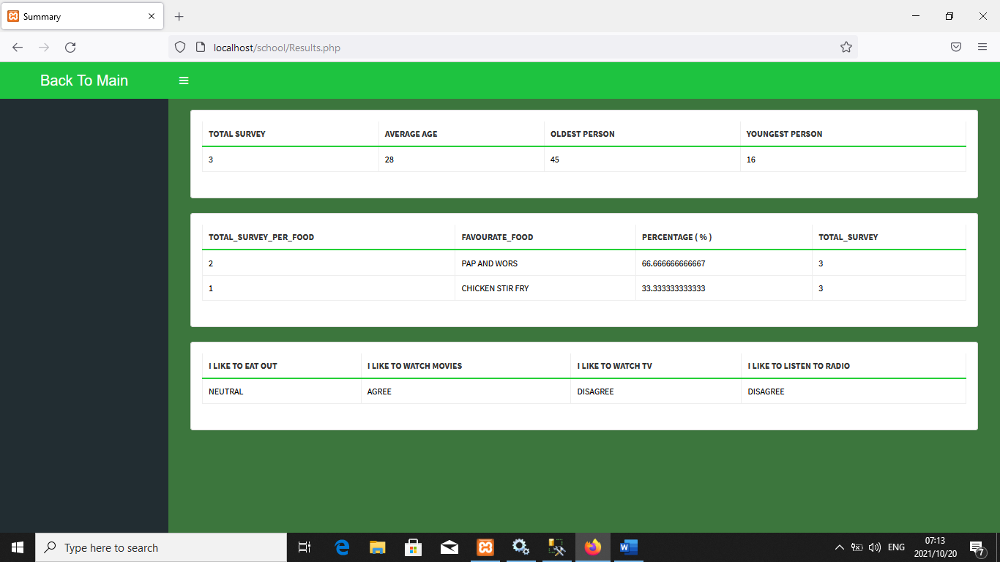 Summary
localhost/school/Results.php
Back To Main
TOTAL SURVEY AVERAGE AGE OLDEST PERSON YOUNGEST PERSON
3 28 45 16
TOTAL_SURVEY_PER_FOOD FAVOURATE_FOOD PERCENTAGE ( % ) TOTAL_SURVEY
2 PAP AND WORS 66.666666666667 3
1 CHICKEN STIR FRY 33.333333333333 3
I LIKE TO EAT OUT I LIKE TO WATCH MOVIES I LIKE TO WATCH TV I LIKE TO LISTEN TO RADIO
NEUTRAL AGREE DISAGREE DISAGREE
Type here to search
ENG
07:13
2021/10/20
7